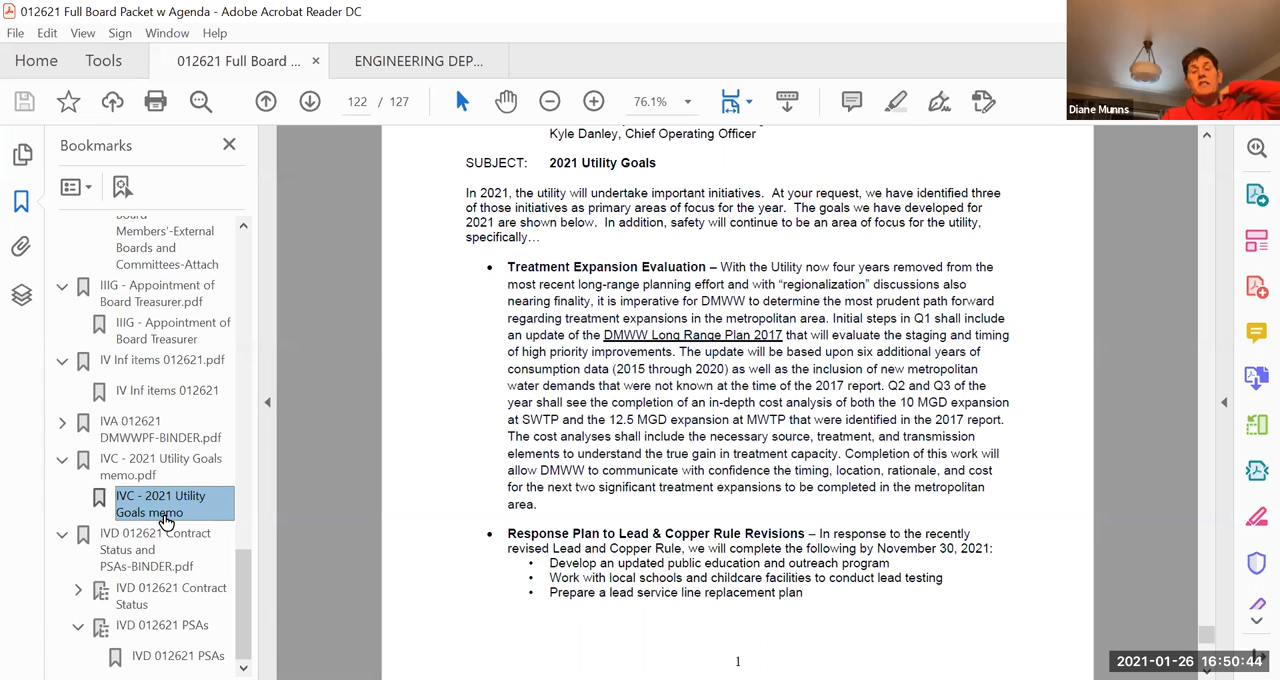 012621 Full Board Packet w Agenda - Adobe Acrobat Reader DC
File Edit View Sign Window Help
Home Tools 012621 Full Board ... × ENGINEERING DEP...
122 / 127 76.1%
Diane Munns
Bookmarks
Board
Members'-External
Boards and
Committees-Attach
IIIG - Appointment of
Board Treasurer.pdf
IIIG - Appointment of
Board Treasurer
IV Inf items 012621.pdf
IV Inf items 012621
IVA 012621
DMWWPF-BINDER.pdf
IVC - 2021 Utility Goals
memo.pdf
IVC - 2021 Utility
Goals memo
IVD 012621 Contract
Status and
PSAs-BINDER.pdf
IVD 012621 Contract
Status
IVD 012621 PSAs
IVD 012621 PSAs
Kyle Danley, Chief Operating Officer
SUBJECT: 2021 Utility Goals
In 2021, the utility will undertake important initiatives. At your request, we have identified three
of those initiatives as primary areas of focus for the year. The goals we have developed for
2021 are shown below. In addition, safety will continue to be an area of focus for the utility,
specifically…
• Treatment Expansion Evaluation – With the Utility now four years removed from the
most recent long-range planning effort and with “regionalization” discussions also
nearing finality, it is imperative for DMWW to determine the most prudent path forward
regarding treatment expansions in the metropolitan area. Initial steps in Q1 shall include
an update of the DMWW Long Range Plan 2017 that will evaluate the staging and timing
of high priority improvements. The update will be based upon six additional years of
consumption data (2015 through 2020) as well as the inclusion of new metropolitan
water demands that were not known at the time of the 2017 report. Q2 and Q3 of the
year shall see the completion of an in-depth cost analysis of both the 10 MGD expansion
at SWTP and the 12.5 MGD expansion at MWTP that were identified in the 2017 report.
The cost analyses shall include the necessary source, treatment, and transmission
elements to understand the true gain in treatment capacity. Completion of this work will
allow DMWW to communicate with confidence the timing, location, rationale, and cost
for the next two significant treatment expansions to be completed in the metropolitan
area.
• Response Plan to Lead & Copper Rule Revisions – In response to the recently
revised Lead and Copper Rule, we will complete the following by November 30, 2021:
• Develop an updated public education and outreach program
• Work with local schools and childcare facilities to conduct lead testing
• Prepare a lead service line replacement plan
1
2021-01-26 16:50:44